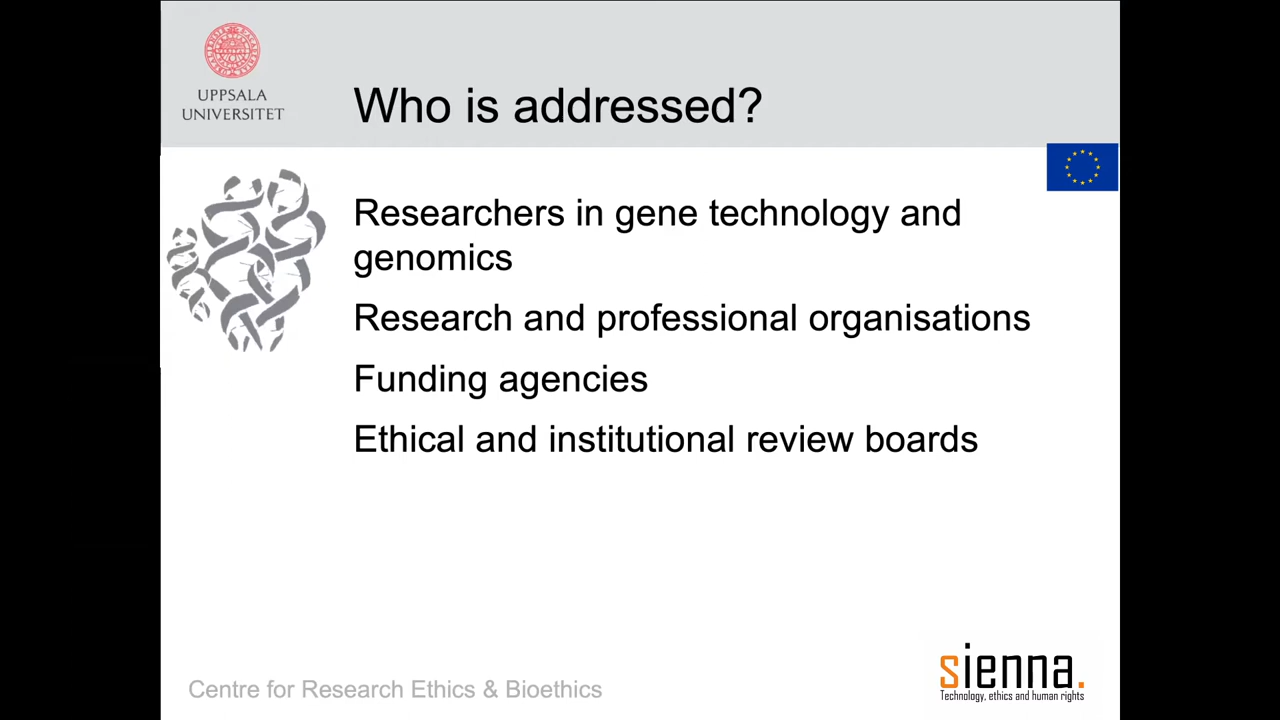 UPPSALA
UNIVERSITET
Who is addressed?
Researchers in gene technology and
genomics
Research and professional organisations
Funding agencies
Ethical and institutional review boards
Centre for Research Ethics & Bioethics
sienna.
Technology, ethics and human rights